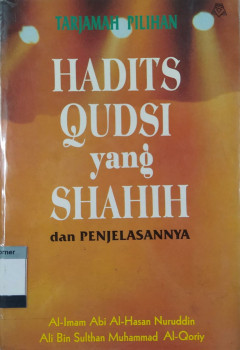 TARJAMAH PILIHAN
HADITS
QUDSI
yang
SHAHIH
dan PENJELASANNYA
Al-Imam Abi Al-Hasan Nuruddin
Ali Bin Sulthan Muhammad Al-Qoriy